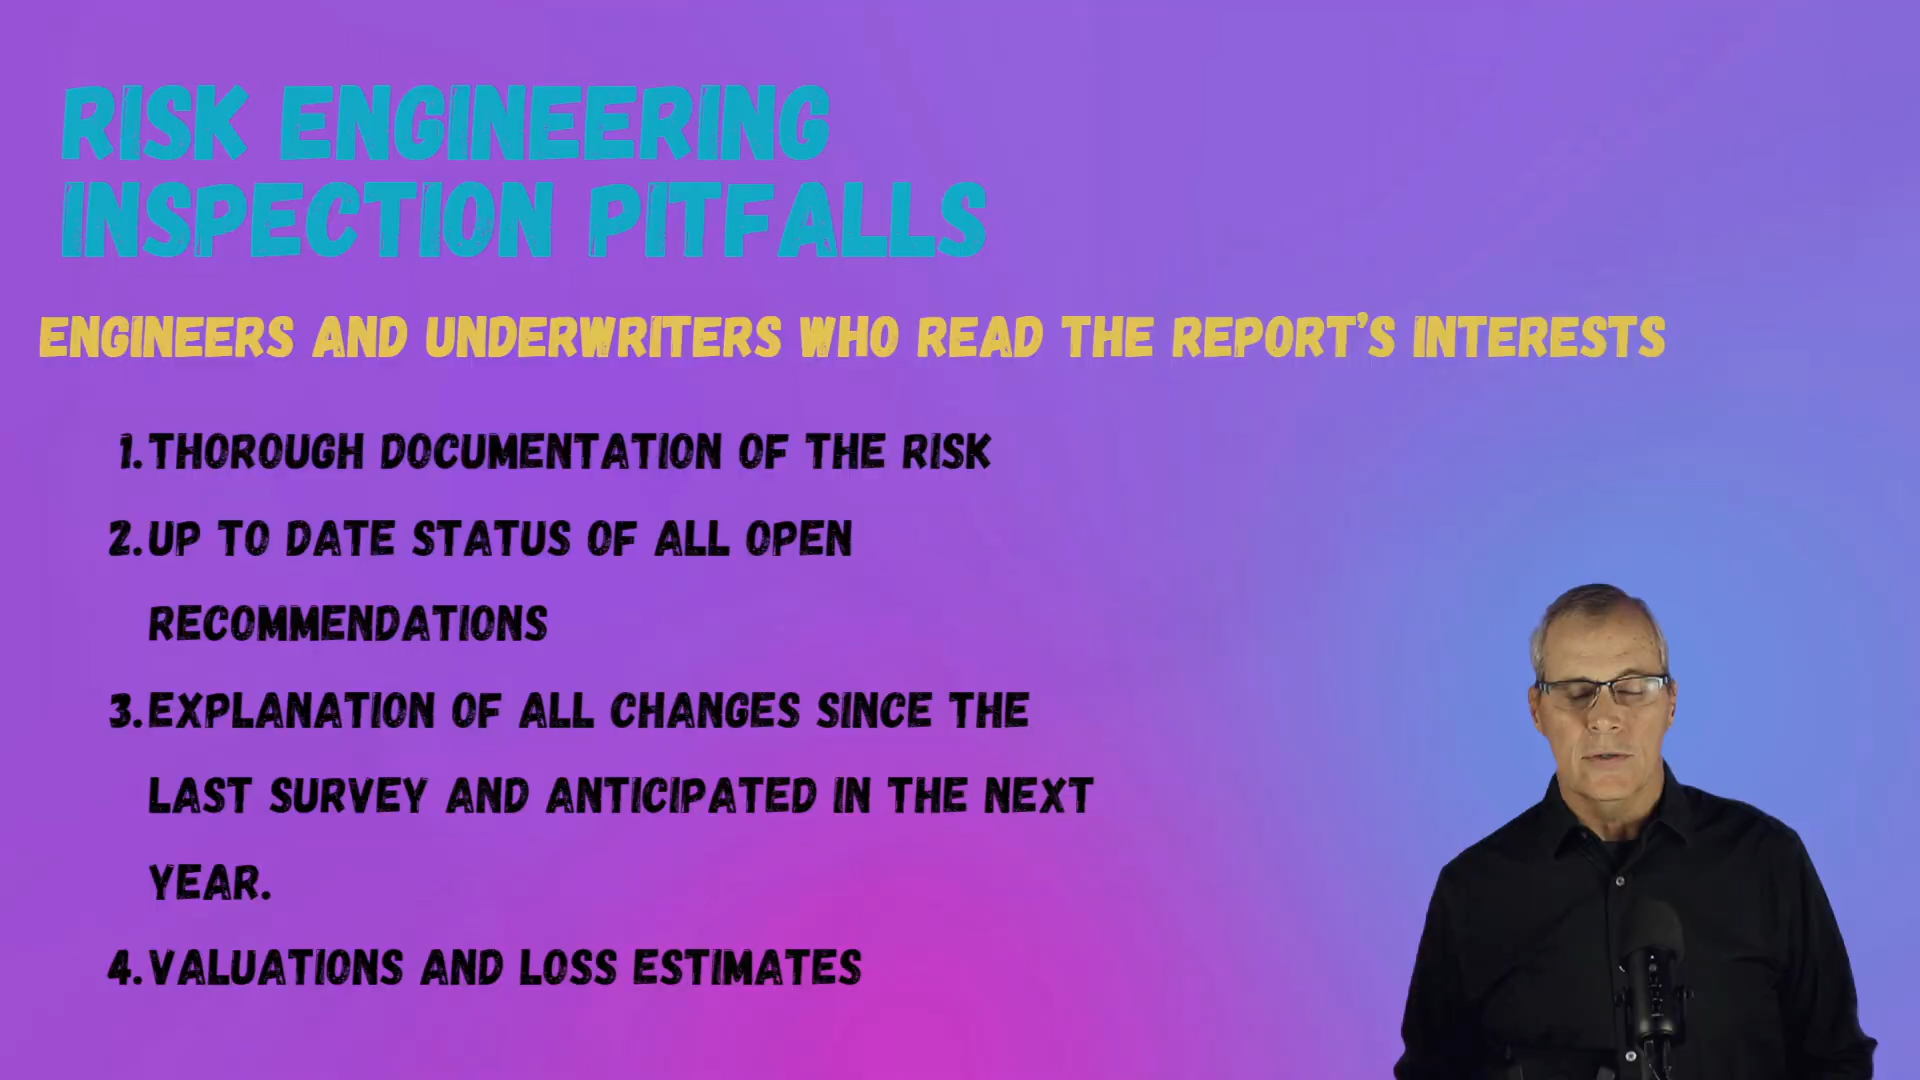 RISK ENGINEERING
INSPECTION PITFALLS
ENGINEERS AND UNDERWRITERS WHO READ THE REPORT'S INTERESTS
1. THOROUGH DOCUMENTATION OF THE RISK
2. UP TO DATE STATUS OF ALL OPEN
RECOMMENDATIONS
3. EXPLANATION OF ALL CHANGES SINCE THE
LAST SURVEY AND ANTICIPATED IN THE NEXT
YEAR.
4. VALUATIONS AND LOSS ESTIMATES